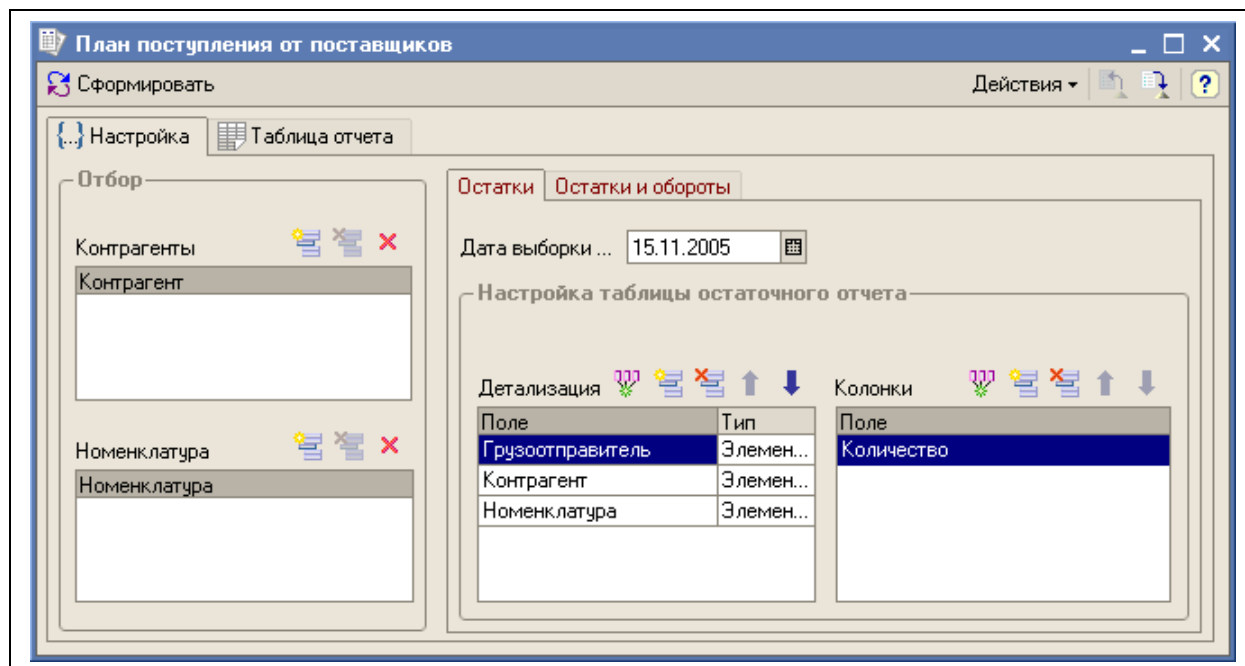 План поступления от поставщиков
Сформировать
Действия
?
{...} Настройка
Таблица отчета
Отбор
Контрагенты
Контрагент
Номенклатура
Номенклатура
Остатки
Остатки и обороты
Дата выборки ... 15.11.2005
Настройка таблицы остаточного отчета
Детализация
Поле Тип
Грузоотправитель Элемен...
Контрагент Элемен...
Номенклатура Элемен...
Колонки
Поле
Количество